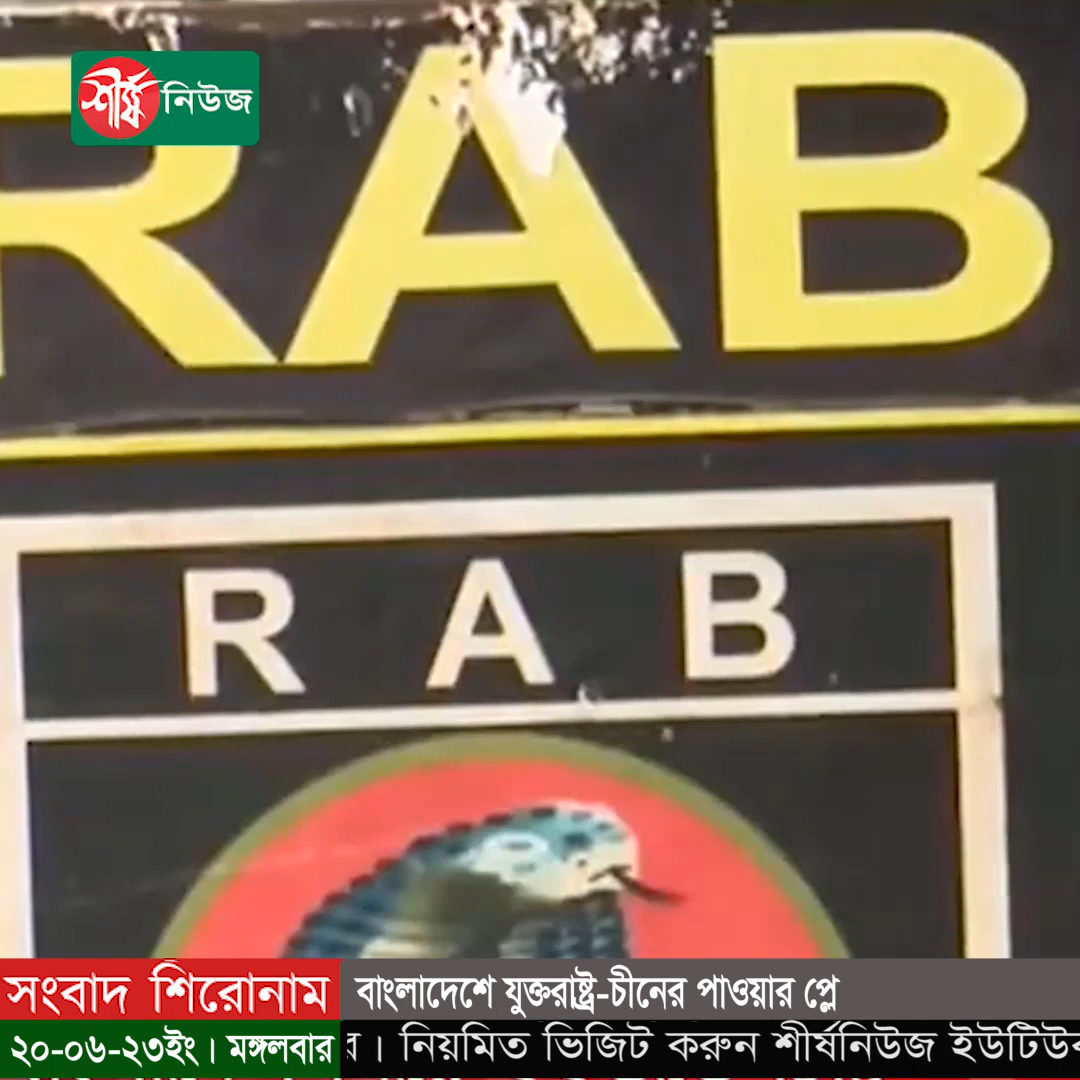 শীর্ষ নিউজ
RAB
R A B
সংবাদ শিরোনাম
বাংলাদেশে যুক্তরাষ্ট্র-চীনের পাওয়ার প্লে
২০-০৬-২৩ইং। মঙ্গলবার
। নিয়মিত ভিজিট করুন শীর্ষনিউজ